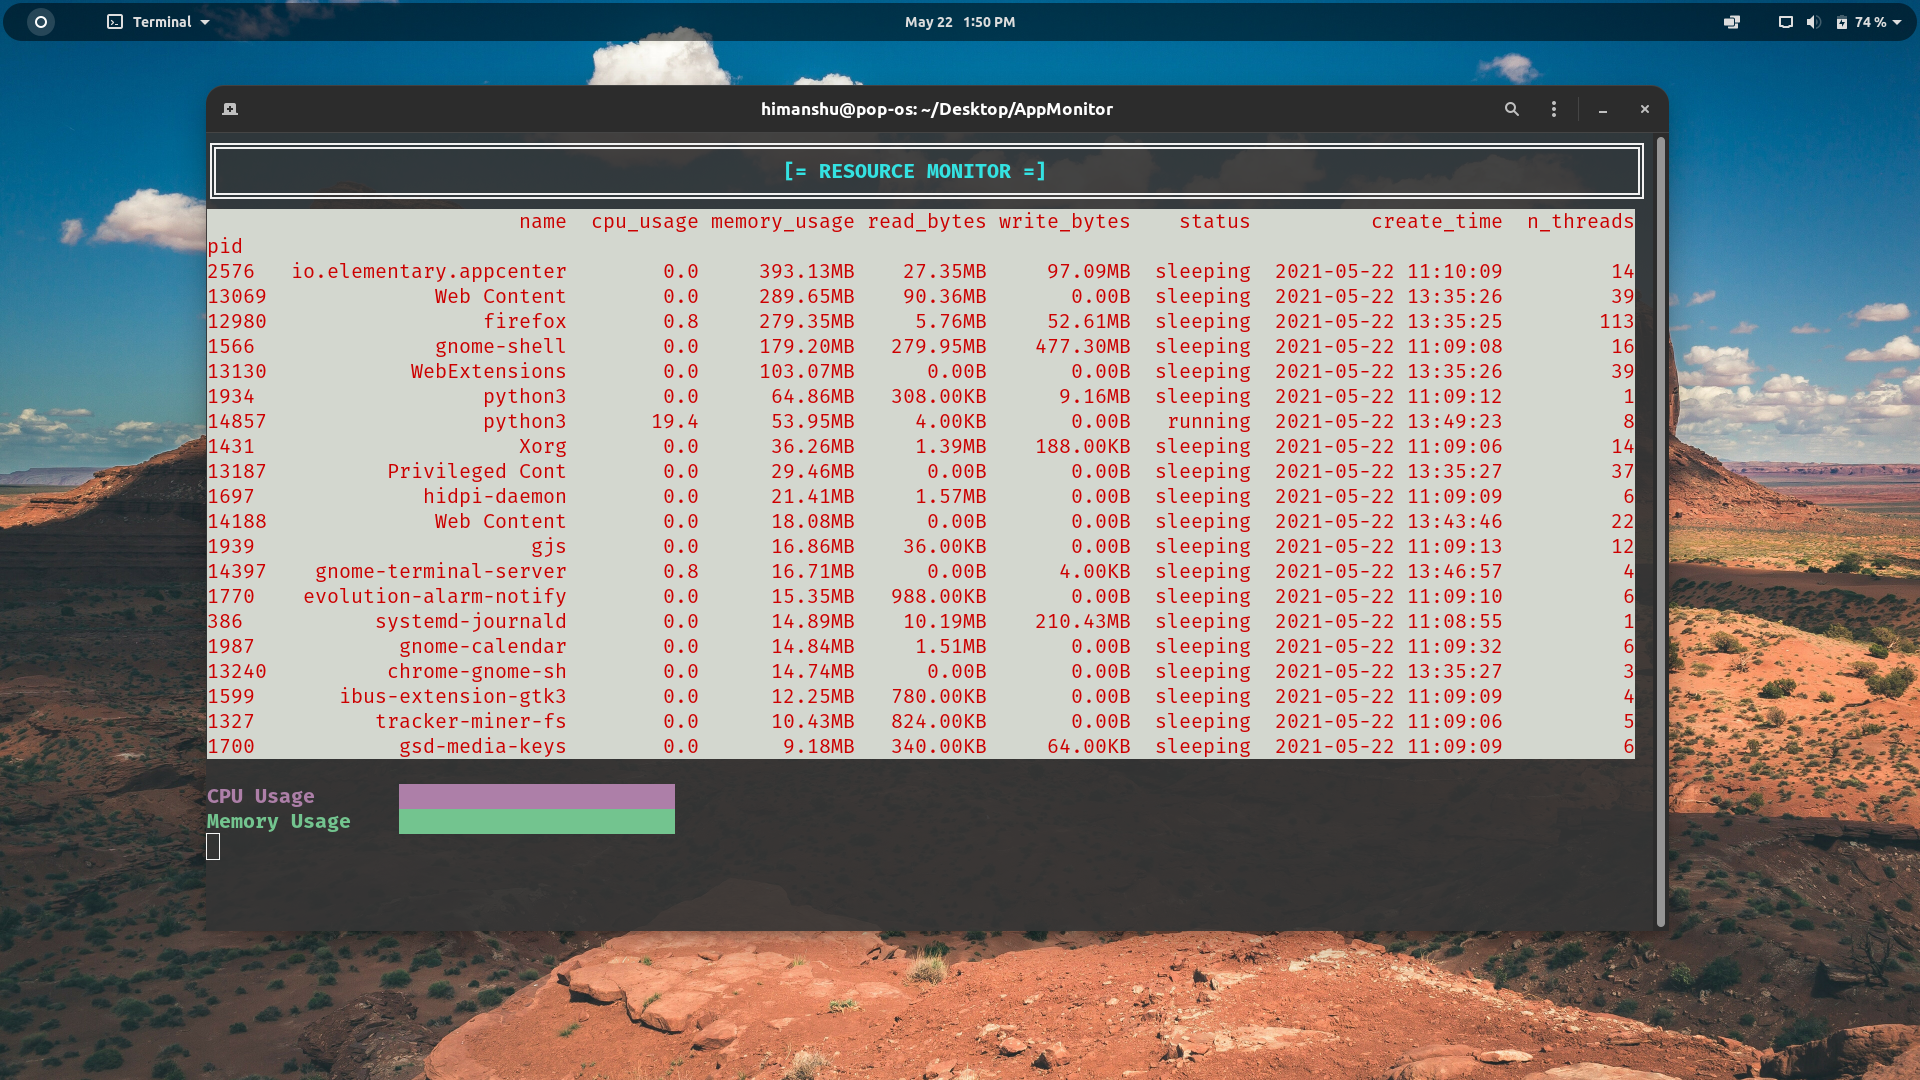 Terminal
May 22 1:50 PM
74 %
himanshu@pop-os: ~/Desktop/AppMonitor
[= RESOURCE MONITOR =]
name cpu_usage memory_usage read_bytes write_bytes status create_time n_threads
pid
2576 io.elementary.appcenter 0.0 393.13MB 27.35MB 97.09MB sleeping 2021-05-22 11:10:09 14
13069 Web Content 0.0 289.65MB 90.36MB 0.00B sleeping 2021-05-22 13:35:26 39
12980 firefox 0.8 279.35MB 5.76MB 52.61MB sleeping 2021-05-22 13:35:25 113
1566 gnome-shell 0.0 179.20MB 279.95MB 477.30MB sleeping 2021-05-22 11:09:08 16
13130 WebExtensions 0.0 103.07MB 0.00B 0.00B sleeping 2021-05-22 13:35:26 39
1934 python3 0.0 64.86MB 308.00KB 9.16MB sleeping 2021-05-22 11:09:12 1
14857 python3 19.4 53.95MB 4.00KB 0.00B running 2021-05-22 13:49:23 8
1431 Xorg 0.0 36.26MB 1.39MB 188.00KB sleeping 2021-05-22 11:09:06 14
13187 Privileged Cont 0.0 29.46MB 0.00B 0.00B sleeping 2021-05-22 13:35:27 37
1697 hidpi-daemon 0.0 21.41MB 1.57MB 0.00B sleeping 2021-05-22 11:09:09 6
14188 Web Content 0.0 18.08MB 0.00B 0.00B sleeping 2021-05-22 13:43:46 22
1939 gjs 0.0 16.86MB 36.00KB 0.00B sleeping 2021-05-22 11:09:13 12
14397 gnome-terminal-server 0.8 16.71MB 0.00B 4.00KB sleeping 2021-05-22 13:46:57 4
1770 evolution-alarm-notify 0.0 15.35MB 988.00KB 0.00B sleeping 2021-05-22 11:09:10 6
386 systemd-journald 0.0 14.89MB 10.19MB 210.43MB sleeping 2021-05-22 11:08:55 1
1987 gnome-calendar 0.0 14.84MB 1.51MB 0.00B sleeping 2021-05-22 11:09:32 6
13240 chrome-gnome-sh 0.0 14.74MB 0.00B 0.00B sleeping 2021-05-22 13:35:27 3
1599 ibus-extension-gtk3 0.0 12.25MB 780.00KB 0.00B sleeping 2021-05-22 11:09:09 4
1327 tracker-miner-fs 0.0 10.43MB 824.00KB 0.00B sleeping 2021-05-22 11:09:06 5
1700 gsd-media-keys 0.0 9.18MB 340.00KB 64.00KB sleeping 2021-05-22 11:09:09 6
CPU Usage
Memory Usage